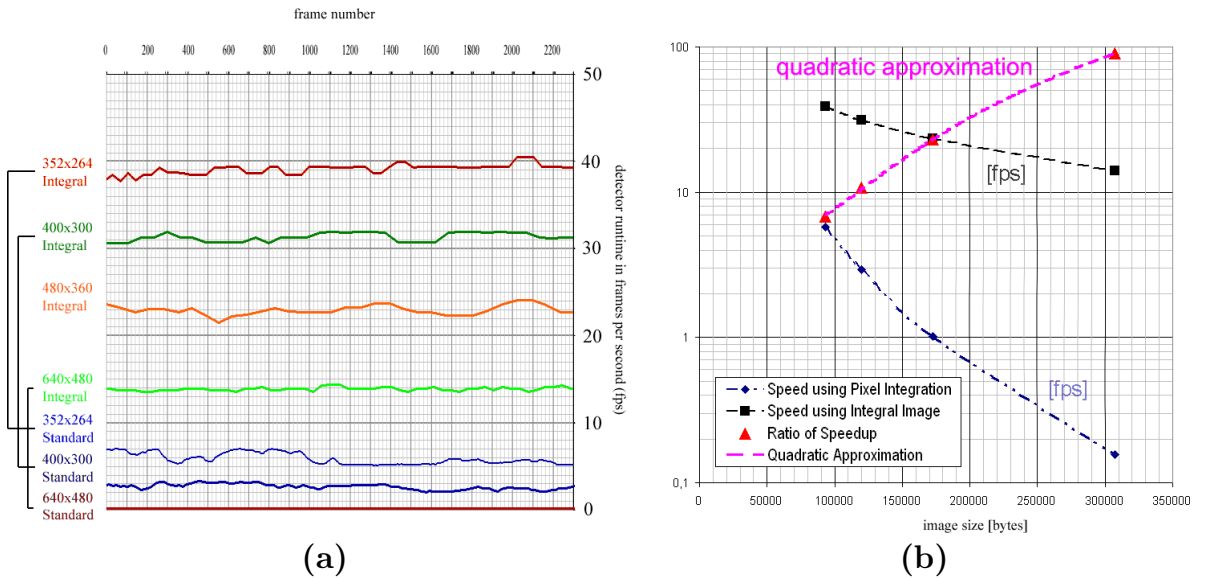 frame number
0 200 400 600 800 1000 1200 1400 1600 1800 2000 2200
50
40
30
20
10
0
detector runtime in frames per second (fps)
352x264
Integral
400x300
Integral
480x360
Integral
640x480
Integral
352x264
Standard
400x300
Standard
640x480
Standard
(a)
100
10
1
0,1
quadratic approximation
[fps]
[fps]
Speed using Pixel Integration
Speed using Integral Image
Ratio of Speedup
Quadratic Approximation
0 50000 100000 150000 200000 250000 300000 350000
image size [bytes]
(b)